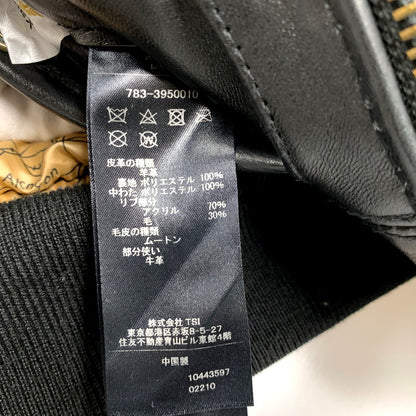 783-3950010
皮革の種類
羊革
裏地 ポリエステル 100%
中わた ポリエステル 100%
リブ部分
アクリル 70%
毛 30%
毛皮の種類
ムートン
部分使い
牛革
株式会社 TSI
東京都港区赤坂8-5-27
住友不動産青山ビル東館4階
中国製
10443597
02210